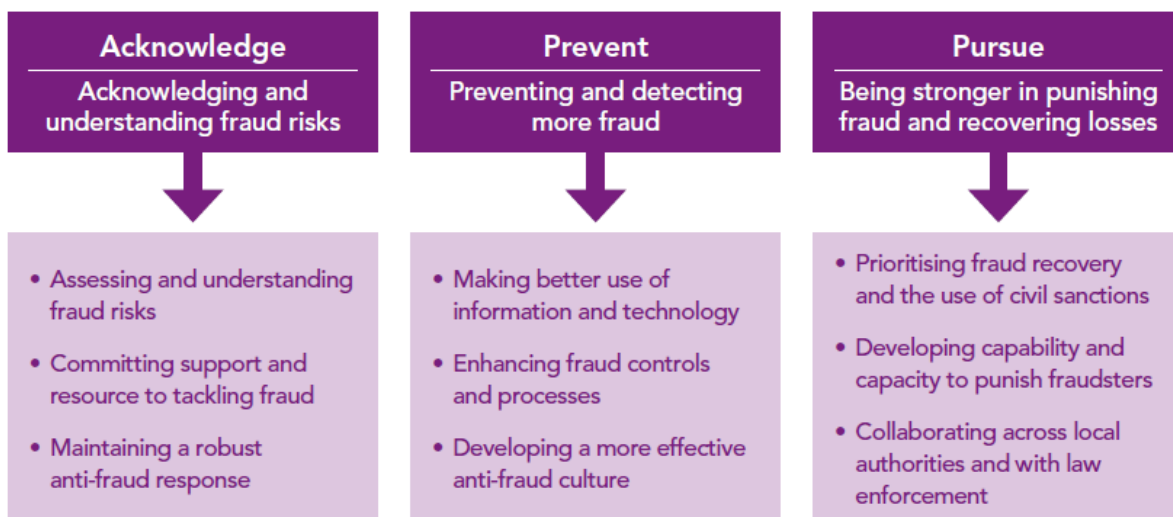 Acknowledge
Acknowledging and
understanding fraud risks
• Assessing and understanding
fraud risks
• Committing support and
resource to tackling fraud
• Maintaining a robust
anti-fraud response
Prevent
Preventing and detecting
more fraud
• Making better use of
information and technology
• Enhancing fraud controls
and processes
• Developing a more effective
anti-fraud culture
Pursue
Being stronger in punishing
fraud and recovering losses
• Prioritising fraud recovery
and the use of civil sanctions
• Developing capability and
capacity to punish fraudsters
• Collaborating across local
authorities and with law
enforcement